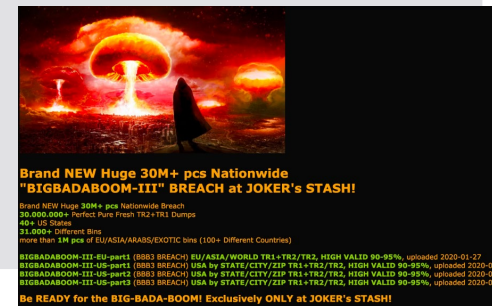 Brand NEW Huge 30M+ pcs Nationwide
"BIGBADABOOM-III" BREACH at JOKER's STASH!
Brand NEW Huge 30M+ pcs Nationwide Breach
30.000.000+ Perfect Pure Fresh TR2+TR1 Dumps
40+ US States
31.000+ Different Bins
more than 1M pcs of EU/ASIA/ARABS/EXOTIC bins (100+ Different Countries)
BIGBADABOOM-III-EU-part1 (BBB3 BREACH) EU/ASIA/WORLD TR1+TR2/TR2, HIGH VALID 90-95%, uploaded 2020-01-27
BIGBADABOOM-III-US-part1 (BBB3 BREACH) USA by STATE/CITY/ZIP TR1+TR2/TR2, HIGH VALID 90-95%, uploaded 2020-0
BIGBADABOOM-III-US-part2 (BBB3 BREACH) USA by STATE/CITY/ZIP TR1+TR2/TR2, HIGH VALID 90-95%, uploaded 2020-0
BIGBADABOOM-III-US-part3 (BBB3 BREACH) USA by STATE/CITY/ZIP TR1+TR2/TR2, HIGH VALID 90-95%, uploaded 2020-0
Be READY for the BIG-BADA-BOOM! Exclusively ONLY at JOKER's STASH!